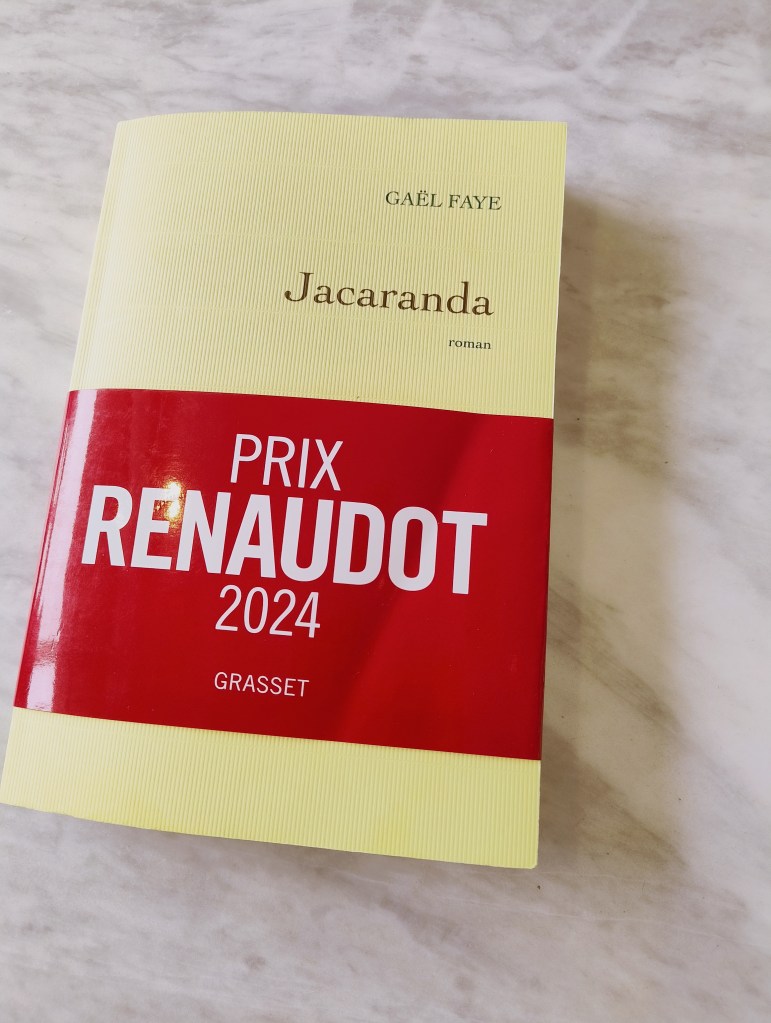 GAËL FAYE
Jacaranda
roman
PRIX
RENAUDOT
2024
GRASSET